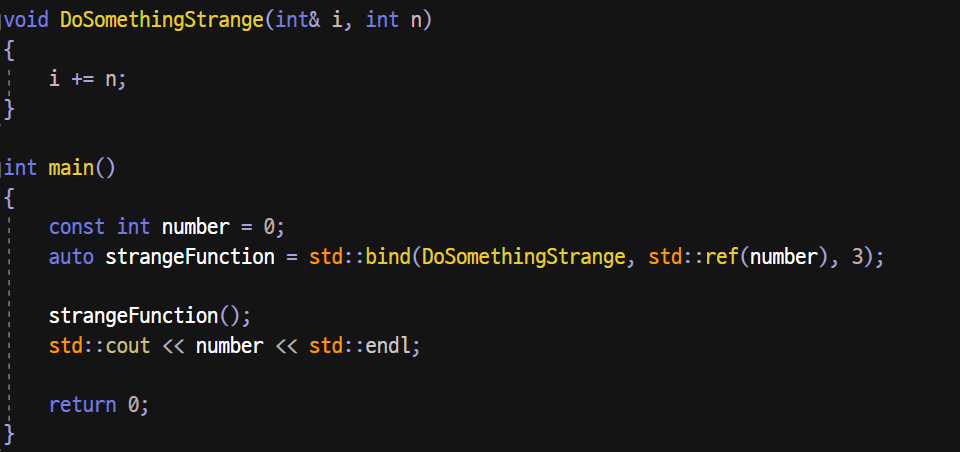 void DoSomethingStrange(int& i, int n)
{
    i += n;
}

int main()
{
    const int number = 0;
    auto strangeFunction = std::bind(DoSomethingStrange, std::ref(number), 3);

    strangeFunction();
    std::cout << number << std::endl;

    return 0;
}